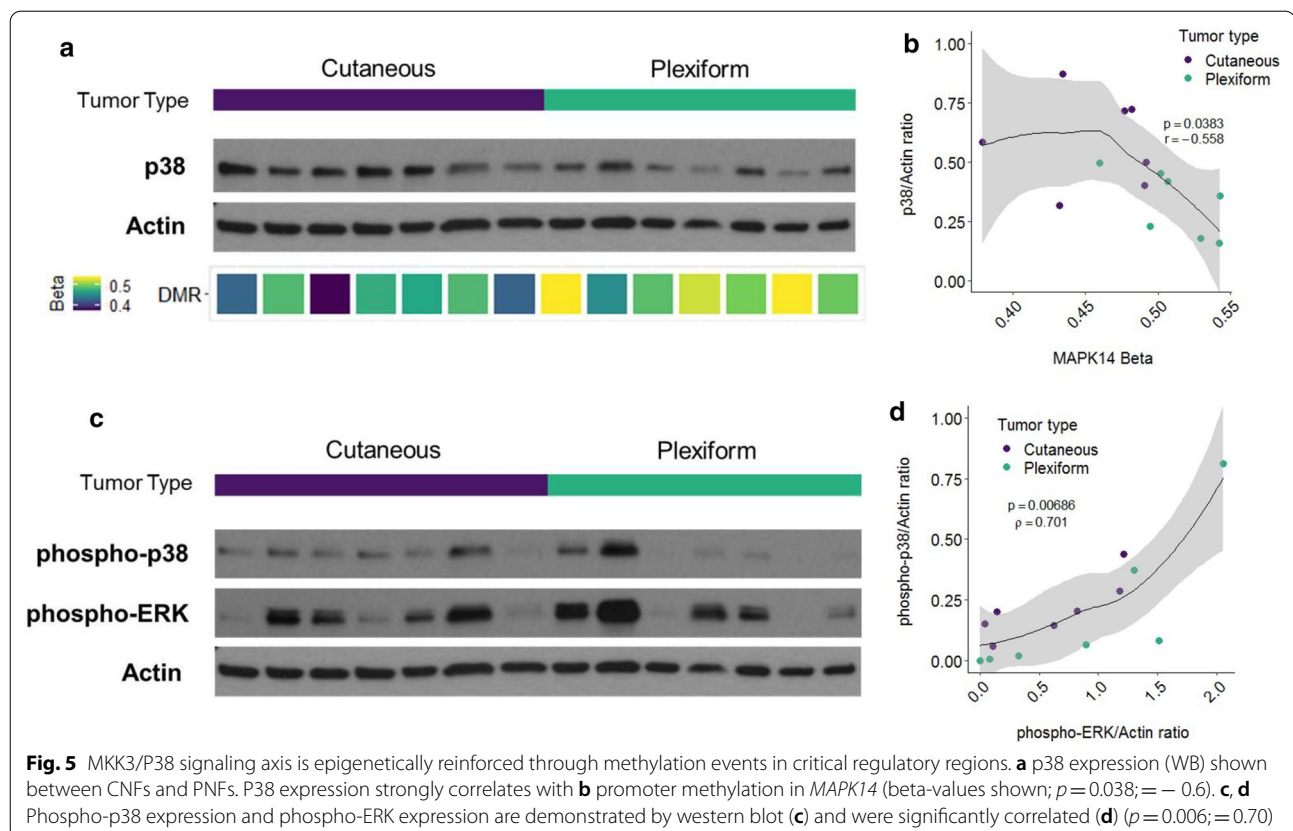 a
Cutaneous Plexiform
Tumor Type
p38
Actin
Beta
0.5
0.4
DMR
b
Tumor type
Cutaneous
Plexiform
p = 0.0383
r = −0.558
1.00
0.75
0.50
0.25
0.00
p38/Actin ratio
0.40 0.45 0.50 0.55
MAPK14 Beta
c
Cutaneous Plexiform
Tumor Type
phospho-p38
phospho-ERK
Actin
d
Tumor type
Cutaneous
Plexiform
p = 0.00686
ρ = 0.701
1.00
0.75
0.50
0.25
0.00
phospho-p38/Actin ratio
0.0 0.5 1.0 1.5 2.0
phospho-ERK/Actin ratio
Fig. 5 MKK3/P38 signaling axis is epigenetically reinforced through methylation events in critical regulatory regions. a p38 expression (WB) shown
between CNFs and PNFs. P38 expression strongly correlates with b promoter methylation in MAPK14 (beta-values shown; p = 0.038; = − 0.6). c, d
Phospho-p38 expression and phospho-ERK expression are demonstrated by western blot (c) and were significantly correlated (d) (p = 0.006; = 0.70)